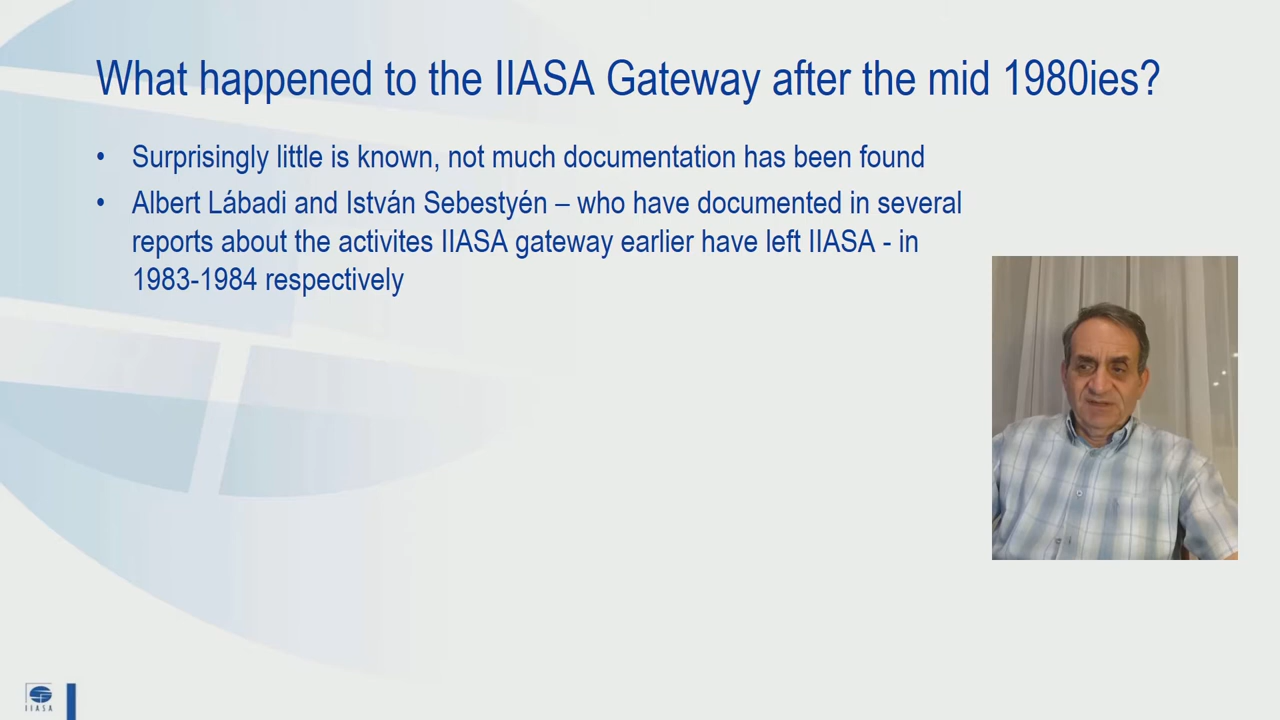 What happened to the IIASA Gateway after the mid 1980ies?
• Surprisingly little is known, not much documentation has been found
• Albert Lábadi and István Sebestyén – who have documented in several
reports about the activites IIASA gateway earlier have left IIASA - in
1983-1984 respectively
IIASA